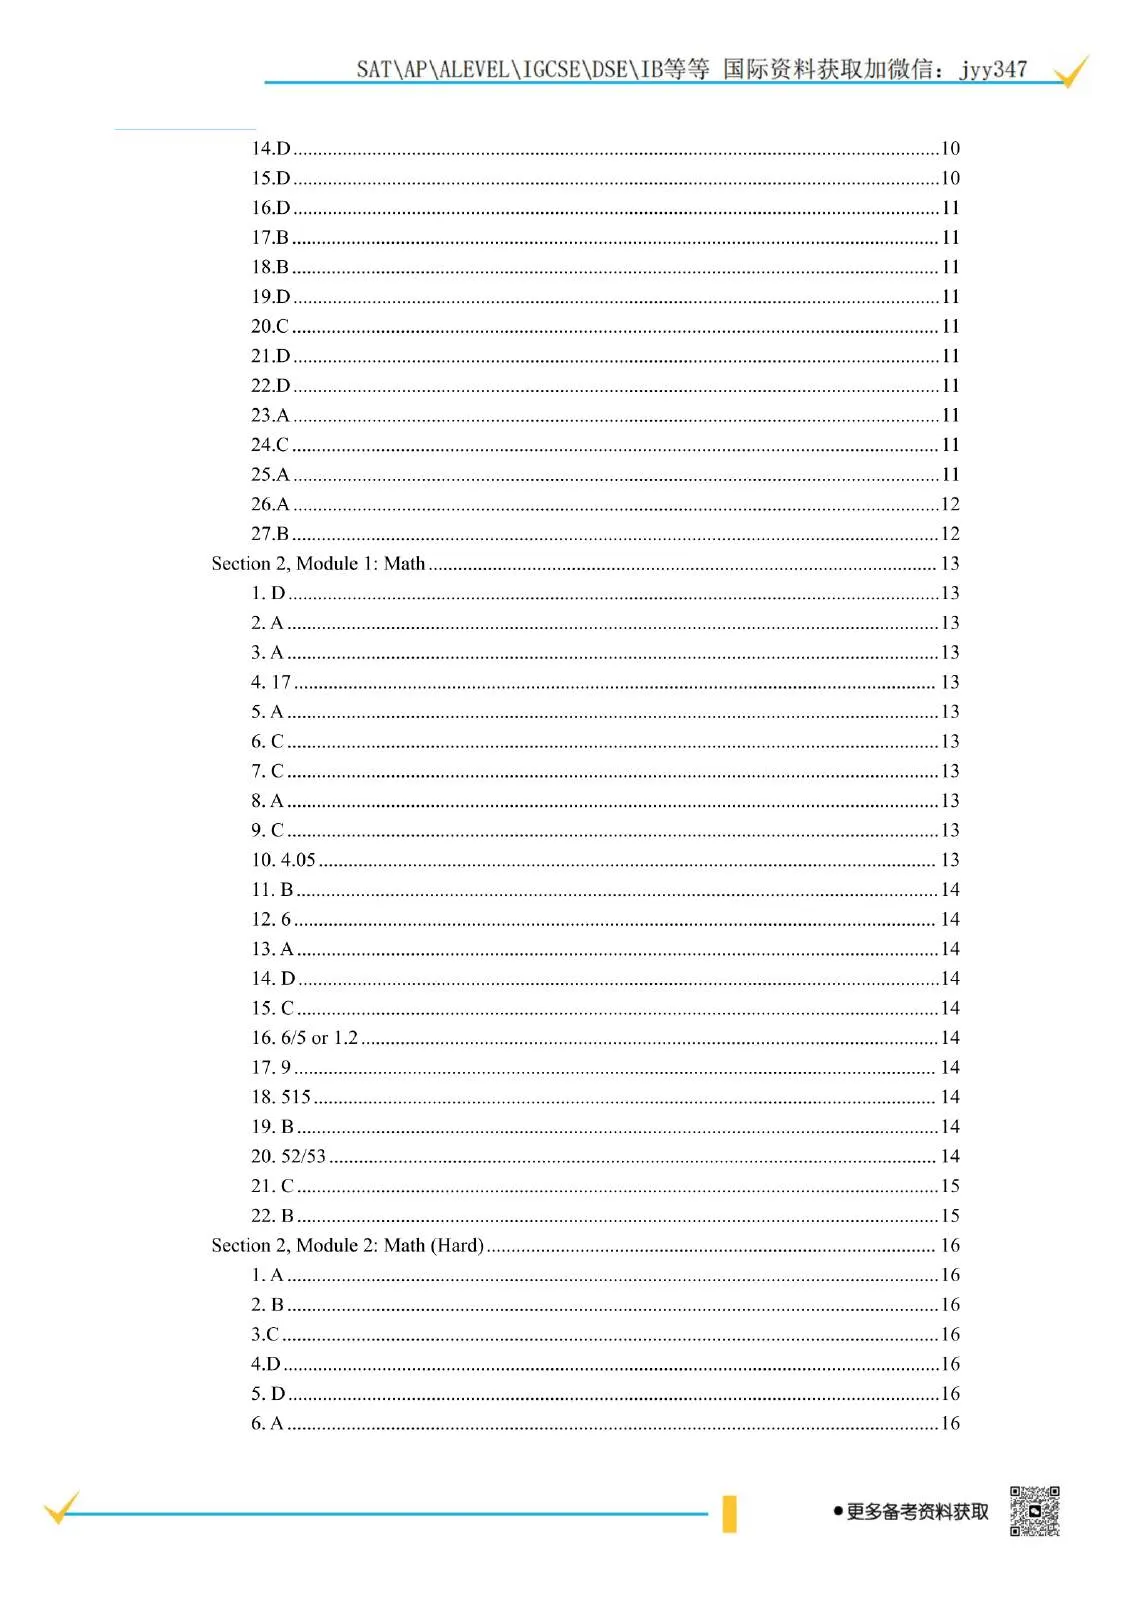 SAT\AP\ALEVEL\IGCSE\DSE\IB等等 国际资料获取加微信：jyy347
14.D........................................10
15.D........................................10
16.D........................................11
17.B........................................11
18.B........................................11
19.D........................................11
20.C........................................11
21.D........................................11
22.D........................................11
23.A........................................11
24.C........................................11
25.A........................................11
26.A........................................12
27.B........................................12
Section 2, Module 1: Math........................................ 13
1. D........................................13
2. A........................................13
3. A........................................13
4. 17........................................ 13
5. A........................................13
6. C........................................13
7. C........................................13
8. A........................................13
9. C........................................13
10. 4.05........................................ 13
11. B........................................14
12. 6........................................ 14
13. A........................................14
14. D........................................14
15. C........................................14
16. 6/5 or 1.2........................................14
17. 9........................................ 14
18. 515........................................ 14
19. B........................................14
20. 52/53........................................ 14
21. C........................................15
22. B........................................15
Section 2, Module 2: Math (Hard)........................................ 16
1. A........................................16
2. B........................................16
3.C........................................16
4.D........................................16
5. D........................................16
6. A........................................16
●更多备考资料获取